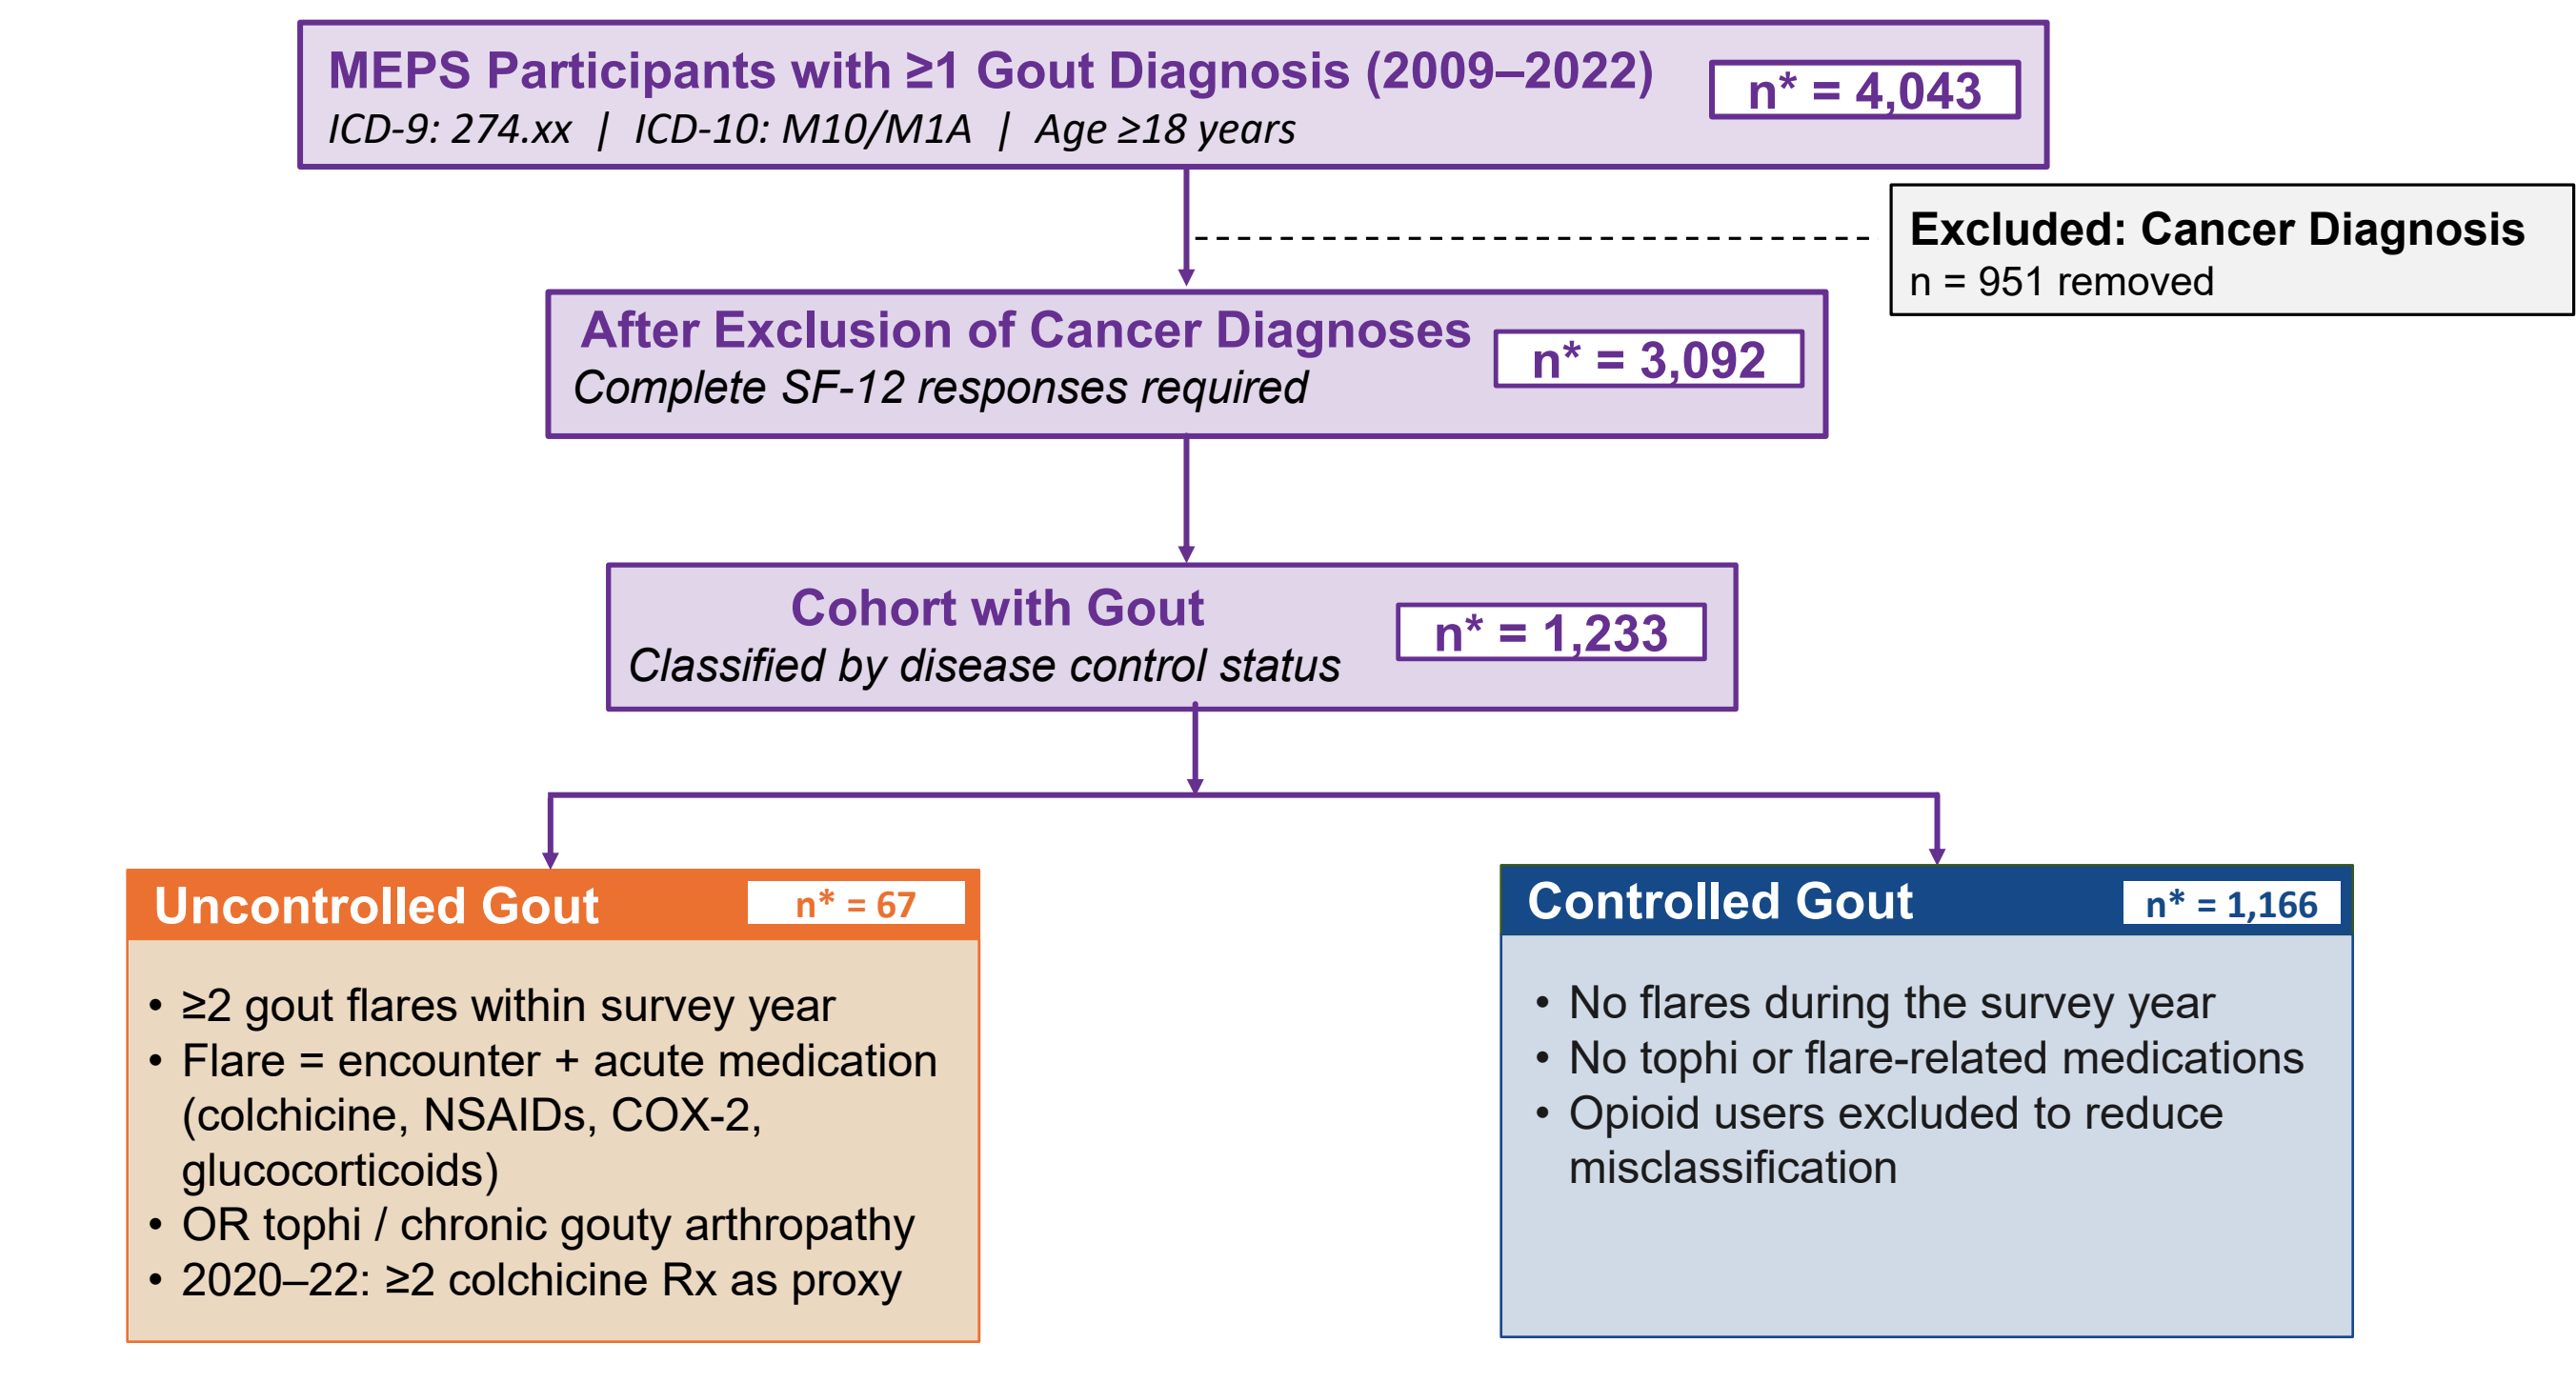 MEPS Participants with ≥1 Gout Diagnosis (2009–2022)
n* = 4,043
ICD-9: 274.xx | ICD-10: M10/M1A | Age ≥18 years
Excluded: Cancer Diagnosis
n = 951 removed
After Exclusion of Cancer Diagnoses
n* = 3,092
Complete SF-12 responses required
Cohort with Gout
n* = 1,233
Classified by disease control status
Uncontrolled Gout
n* = 67
• ≥2 gout flares within survey year
• Flare = encounter + acute medication
(colchicine, NSAIDs, COX-2,
glucocorticoids)
• OR tophi / chronic gouty arthropathy
• 2020–22: ≥2 colchicine Rx as proxy
Controlled Gout
n* = 1,166
• No flares during the survey year
• No tophi or flare-related medications
• Opioid users excluded to reduce
misclassification